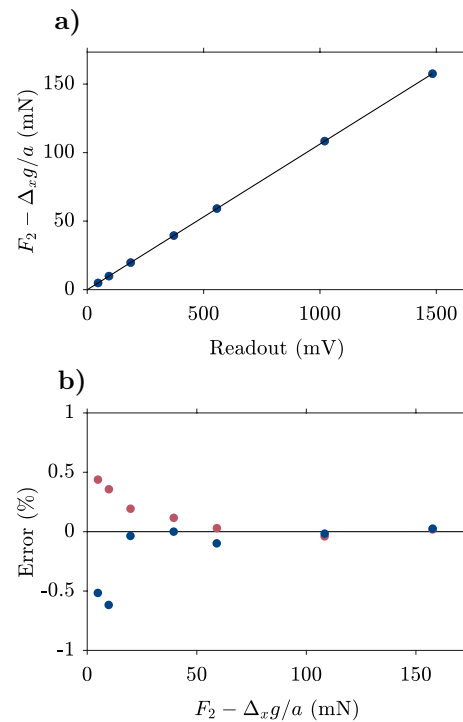 a)
150
100
50
0
F₂ − Δₓg/a (mN)
0 500 1000 1500
Readout (mV)
b)
1
0.5
0
-0.5
-1
Error (%)
0 50 100 150
F₂ − Δₓg/a (mN)